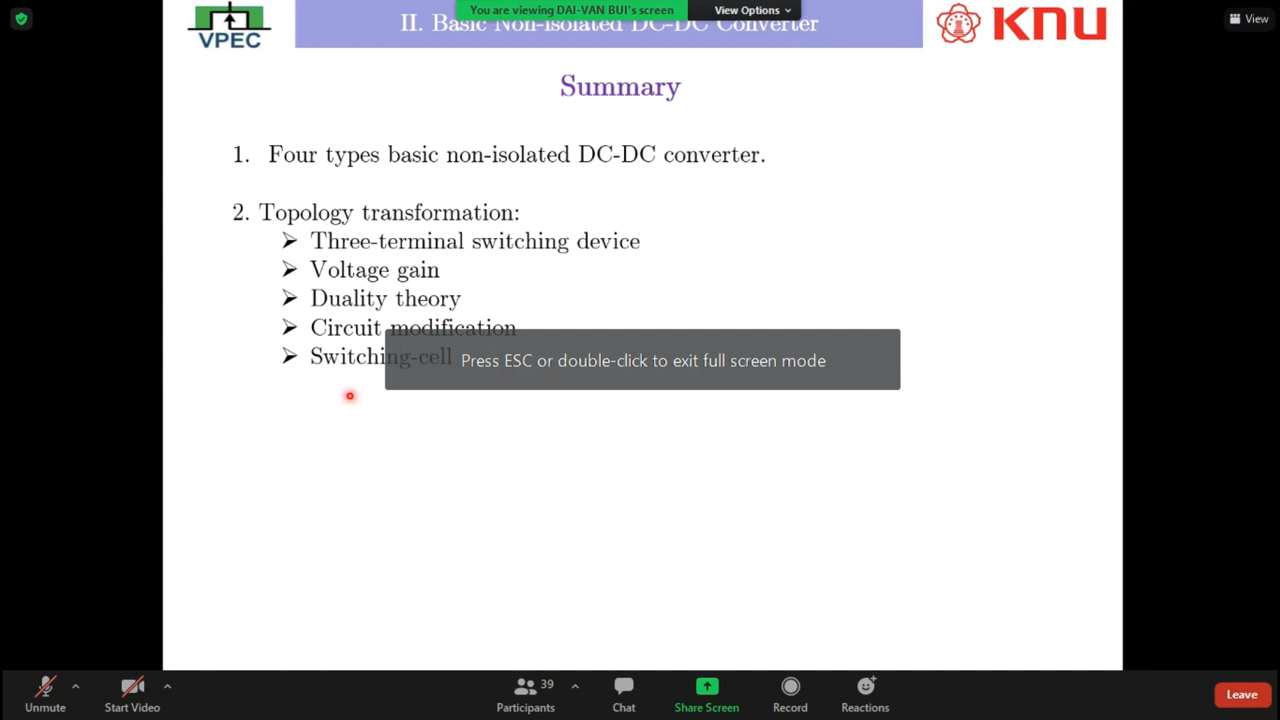 You are viewing DAI-VAN BUI's screen
View Options
View
VPEC
II. Basic Non-isolated DC-DC Converter
KNU
Summary
1. Four types basic non-isolated DC-DC converter.
2. Topology transformation:
➢ Three-terminal switching device
➢ Voltage gain
➢ Duality theory
➢ Circuit modification
➢ Switching-cell
Press ESC or double-click to exit full screen mode
Unmute
Start Video
Participants
39
Chat
Share Screen
Record
Reactions
Leave